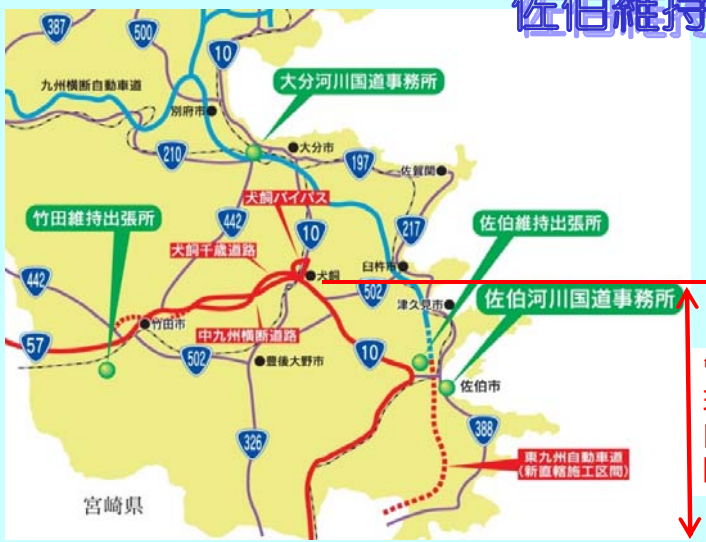 佐伯維持
387
500
10
九州横断自動車道
大分河川国道事務所
別府市
210
大分市
197
佐賀関
犬飼バイパス
竹田維持出張所
442
10
217
佐伯維持出張所
犬飼千歳道路
臼杵市
442
犬飼
502
津久見市
佐伯河川国道事務所
竹田市
中九州横断道路
57
502
豊後大野市
10
佐伯市
326
388
東九州自動車道
(新直轄施工区間)
宮崎県